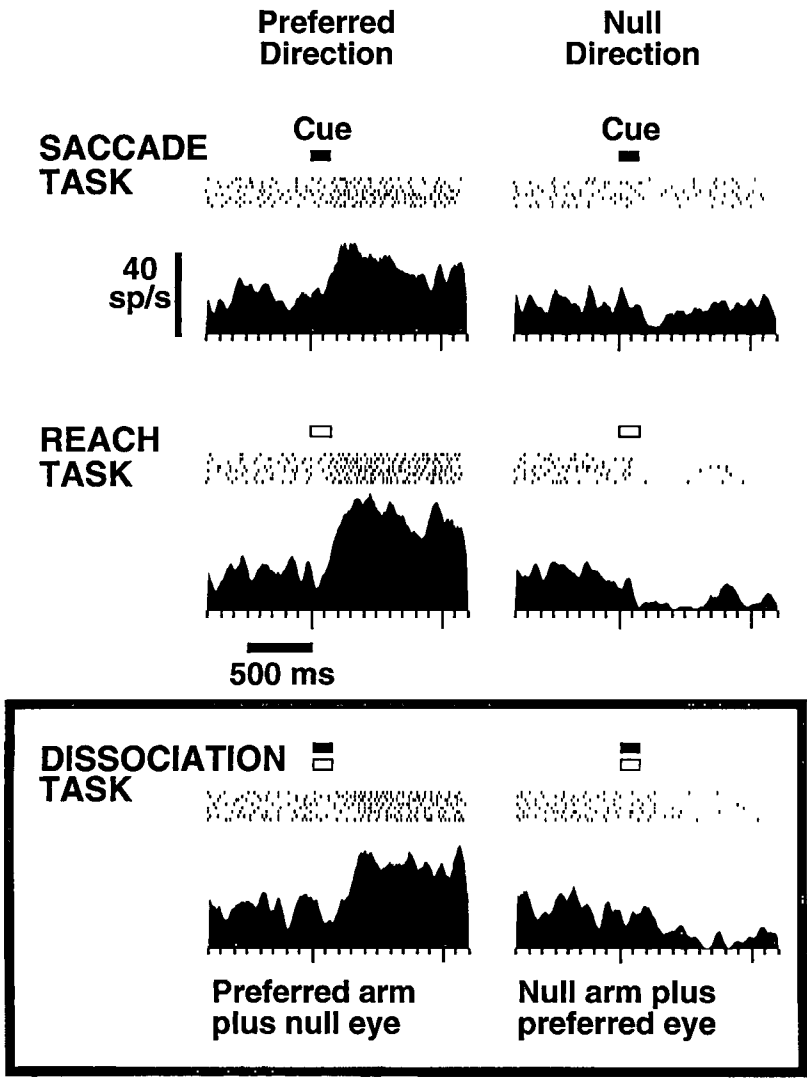 Preferred
Direction
Null
Direction
Cue
Cue
SACCADE
TASK
40
sp/s
REACH
TASK
500 ms
DISSOCIATION
TASK
Preferred arm
plus null eye
Null arm plus
preferred eye